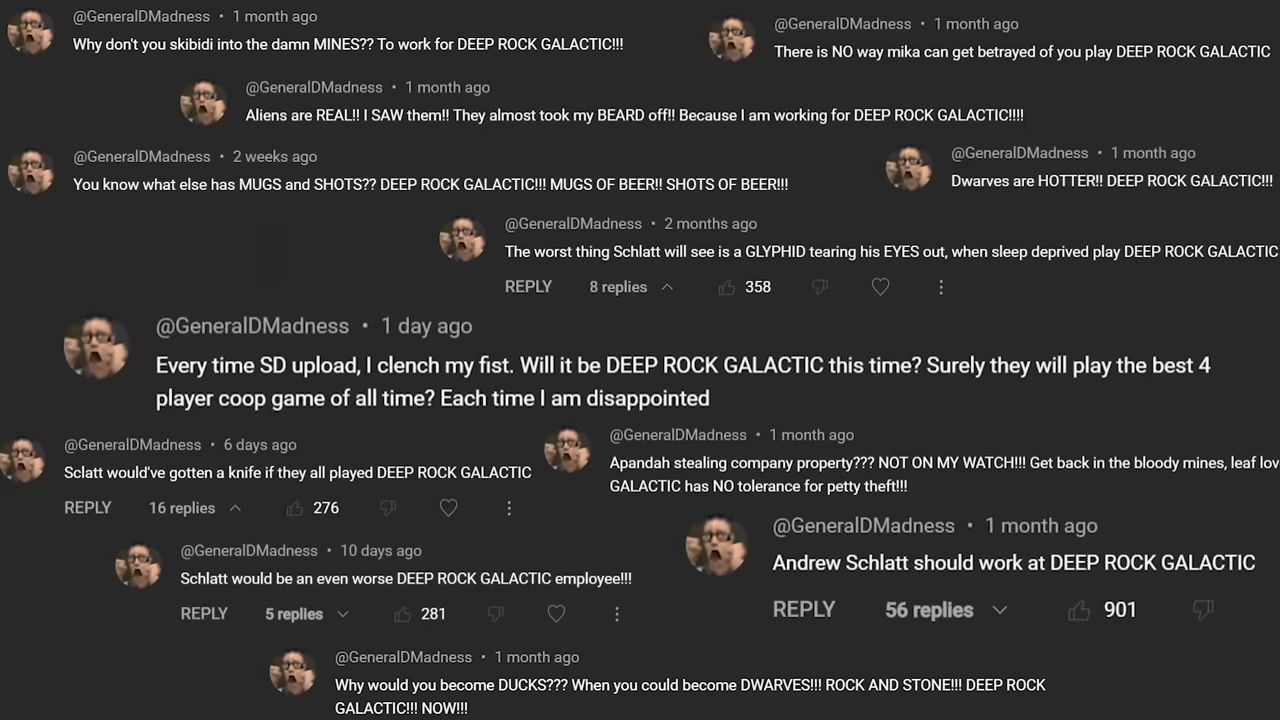 @GeneralDMadness • 1 month ago
Why don't you skibidi into the damn MINES?? To work for DEEP ROCK GALACTIC!!!
@GeneralDMadness • 1 month ago
There is NO way mika can get betrayed of you play DEEP ROCK GALACTIC
@GeneralDMadness • 1 month ago
Aliens are REAL!! I SAW them!! They almost took my BEARD off!! Because I am working for DEEP ROCK GALACTIC!!!!
@GeneralDMadness • 2 weeks ago
You know what else has MUGS and SHOTS?? DEEP ROCK GALACTIC!!! MUGS OF BEER!! SHOTS OF BEER!!!
@GeneralDMadness • 1 month ago
Dwarves are HOTTER!! DEEP ROCK GALACTIC!!!
@GeneralDMadness • 2 months ago
The worst thing Schlatt will see is a GLYPHID tearing his EYES out, when sleep deprived play DEEP ROCK GALACTIC
REPLY 8 replies 358
@GeneralDMadness • 1 day ago
Every time SD upload, I clench my fist. Will it be DEEP ROCK GALACTIC this time? Surely they will play the best 4
player coop game of all time? Each time I am disappointed
@GeneralDMadness • 6 days ago
Sclatt would've gotten a knife if they all played DEEP ROCK GALACTIC
REPLY 16 replies 276
@GeneralDMadness • 1 month ago
Apandah stealing company property??? NOT ON MY WATCH!!! Get back in the bloody mines, leaf lov
GALACTIC has NO tolerance for petty theft!!!
@GeneralDMadness • 10 days ago
Schlatt would be an even worse DEEP ROCK GALACTIC employee!!!
REPLY 5 replies 281
@GeneralDMadness • 1 month ago
Andrew Schlatt should work at DEEP ROCK GALACTIC
REPLY 56 replies 901
@GeneralDMadness • 1 month ago
Why would you become DUCKS??? When you could become DWARVES!!! ROCK AND STONE!!! DEEP ROCK
GALACTIC!!! NOW!!!